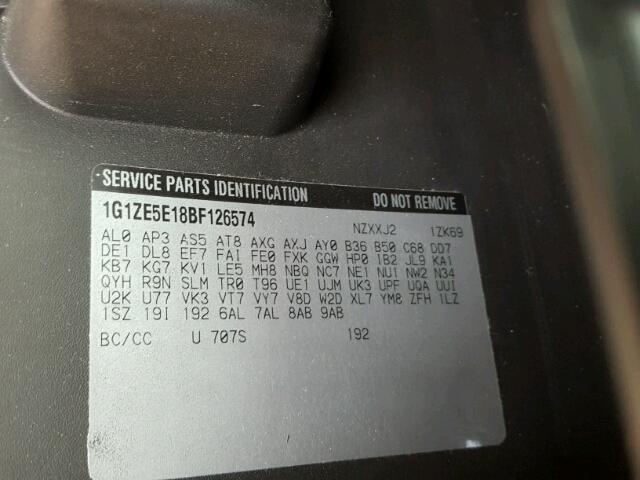 SERVICE PARTS IDENTIFICATION DO NOT REMOVE
1G1ZE5E18BF126574 NZXXJ2 1ZK69
AL0 AP3 AS5 AT8 AXG AXJ AY0 B36 B50 C68 DD7
DE1 DL8 EF7 FA1 FE0 FXK GGW HP0 1B2 JL9 KA1
KB7 KG7 KV1 LE5 MH8 NBQ NC7 NE1 NU1 NW2 N34
QYH R9N SLM TR0 T96 UE1 UJM UK3 UPF UQA UUI
U2K U77 VK3 VT7 VY7 V8D W2D XL7 YM8 ZFH 1LZ
1SZ 19I 192 6AL 7AL 8AB 9AB
BC/CC U 707S 192